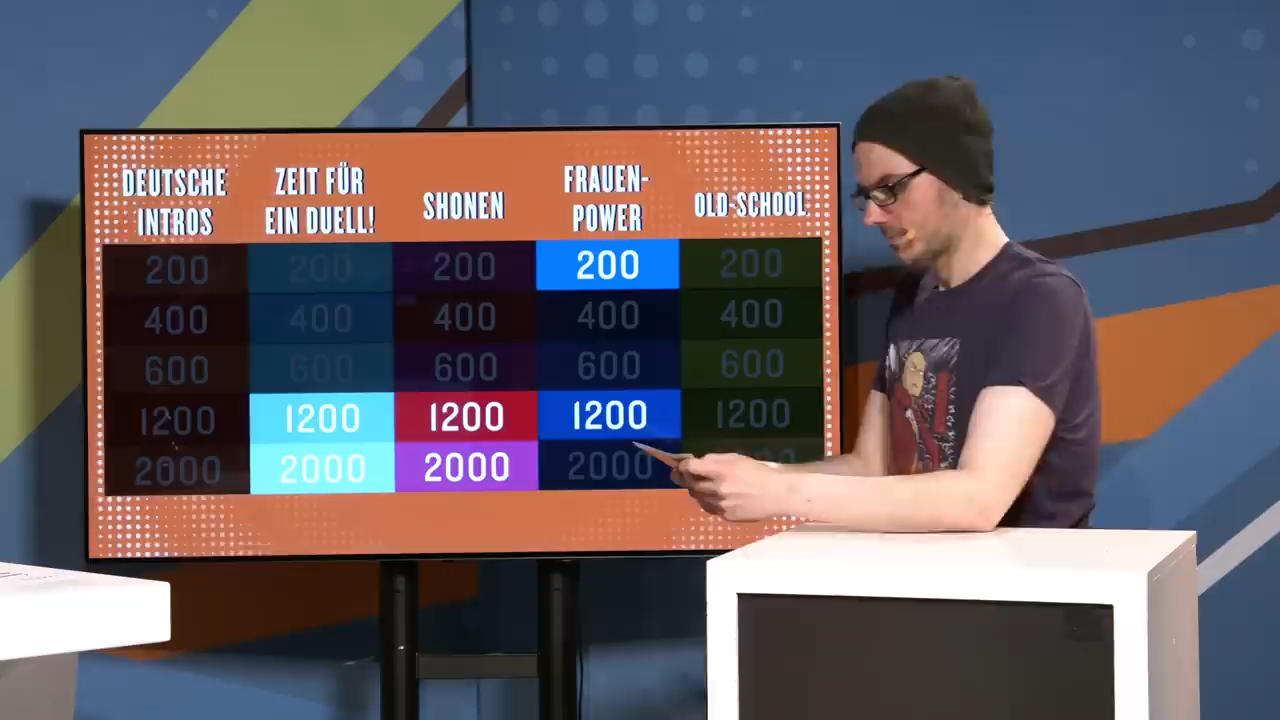 DEUTSCHE INTROS
ZEIT FÜR EIN DUELL!
SHONEN
FRAUEN-POWER
OLD-SCHOOL
200 200 200 200 200
400 400 400 400 400
600 600 600 600 600
1200 1200 1200 1200 1200
2000 2000 2000 2000